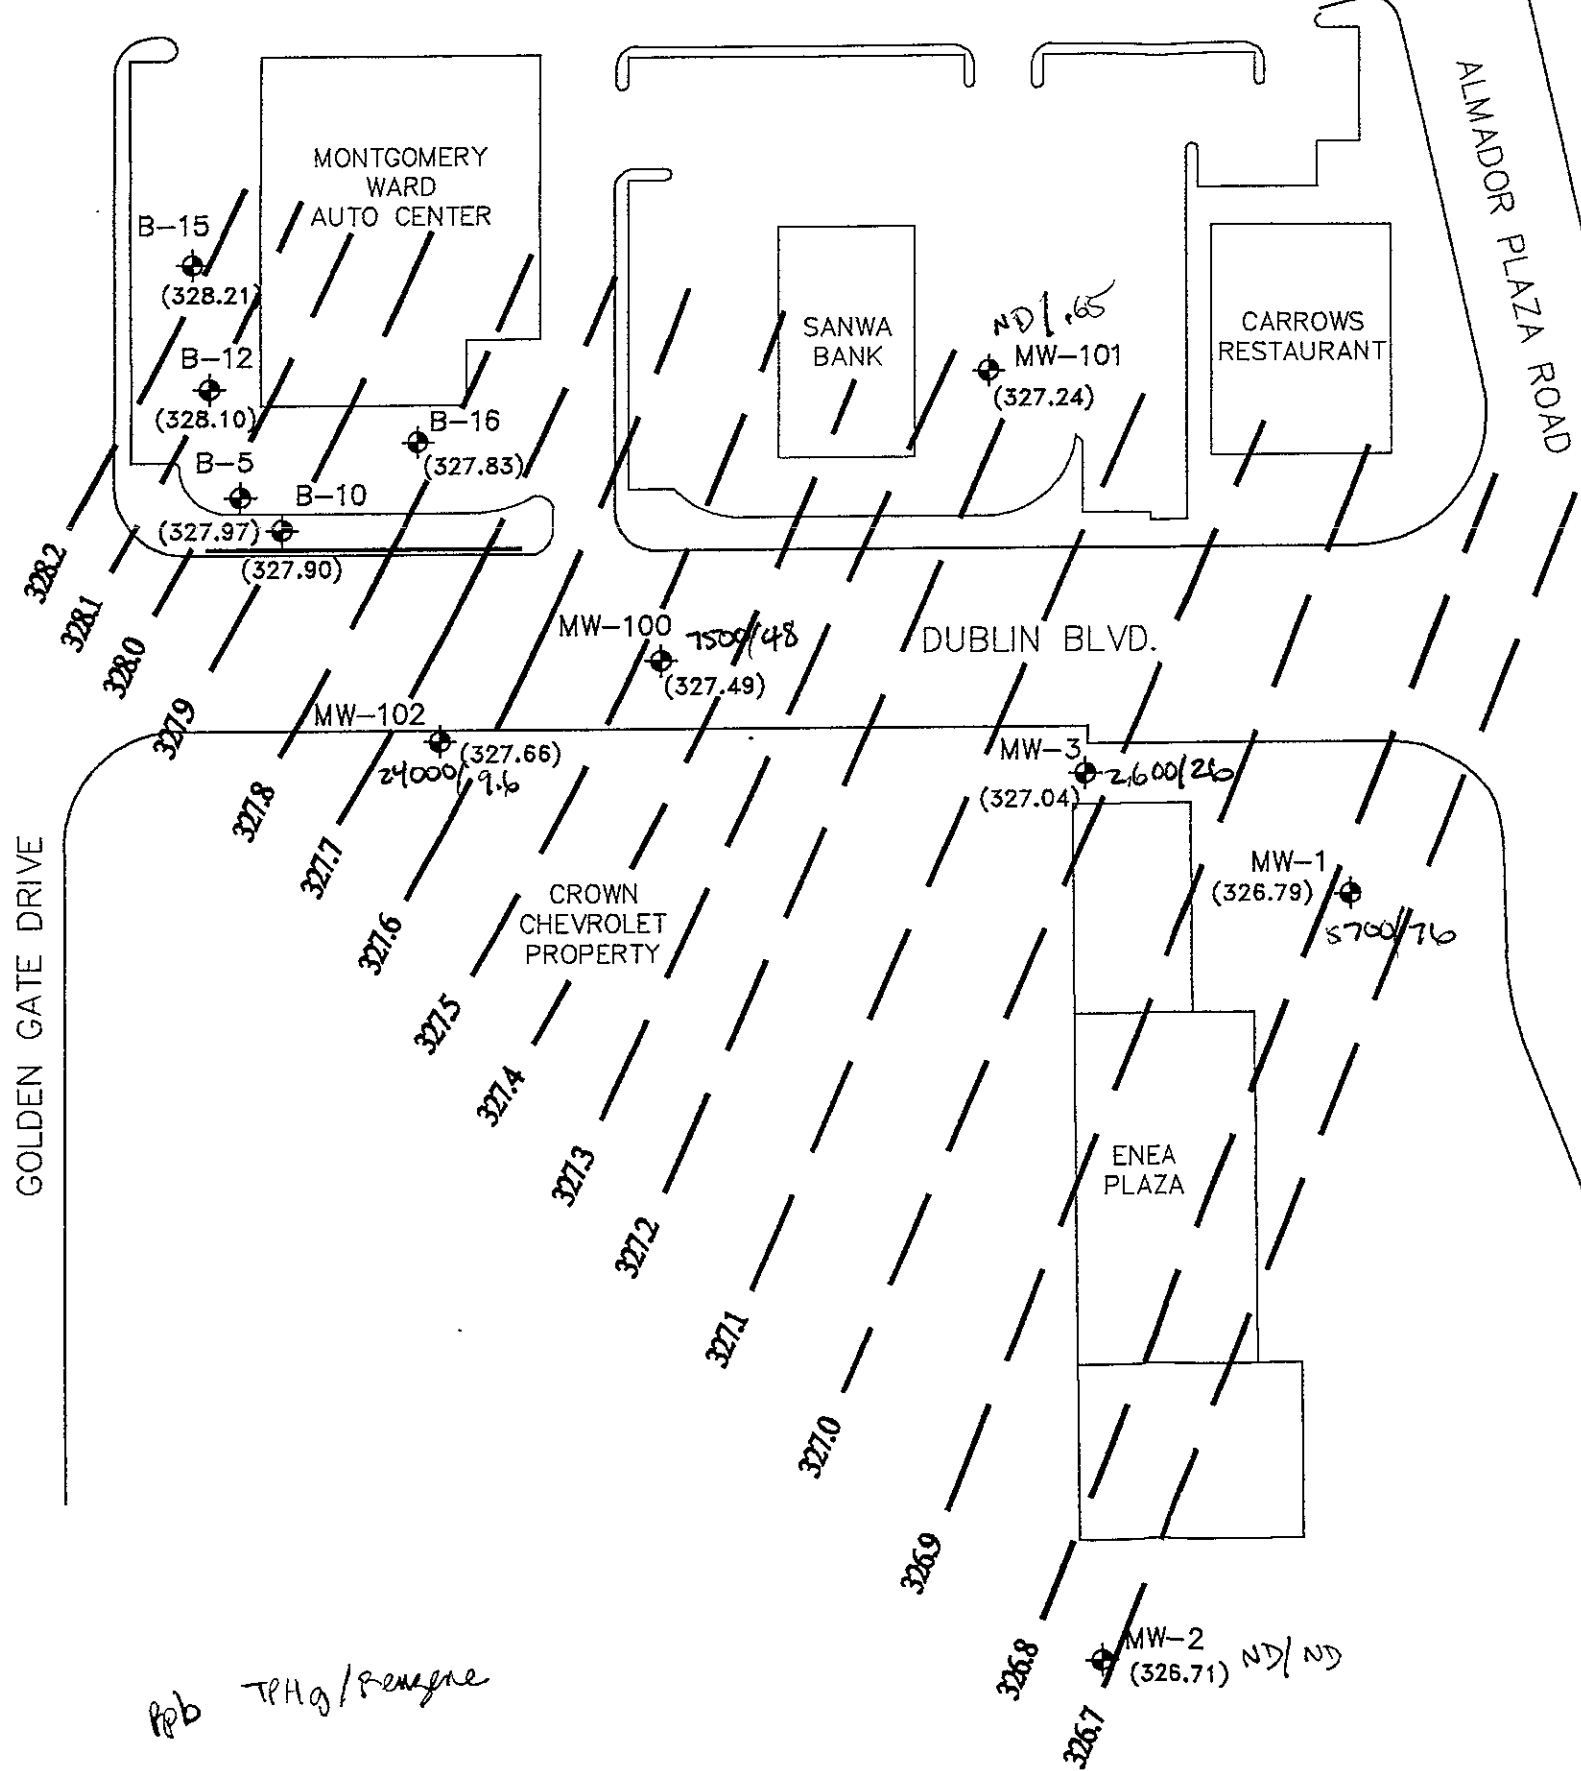 ALMADOR PLAZA ROAD
MONTGOMERY
WARD
AUTO CENTER
B-15
(328.21)
B-12
(328.10)
B-16
(327.83)
B-5
(327.97)
B-10
(327.90)
SANWA
BANK
ND/.65
MW-101
(327.24)
CARROWS
RESTAURANT
328.2
328.1
328.0
327.9
327.8
327.7
327.6
327.5
327.4
327.3
327.2
327.1
327.0
326.9
326.8
326.7
MW-100
7500/48
(327.49)
DUBLIN BLVD.
MW-102
(327.66)
24000/9.6
MW-3
2,600/26
(327.04)
MW-1
(326.79)
5700/76
CROWN
CHEVROLET
PROPERTY
GOLDEN GATE DRIVE
ENEA
PLAZA
MW-2
(326.71)
ND/ND
ppb TPHg/Benzene